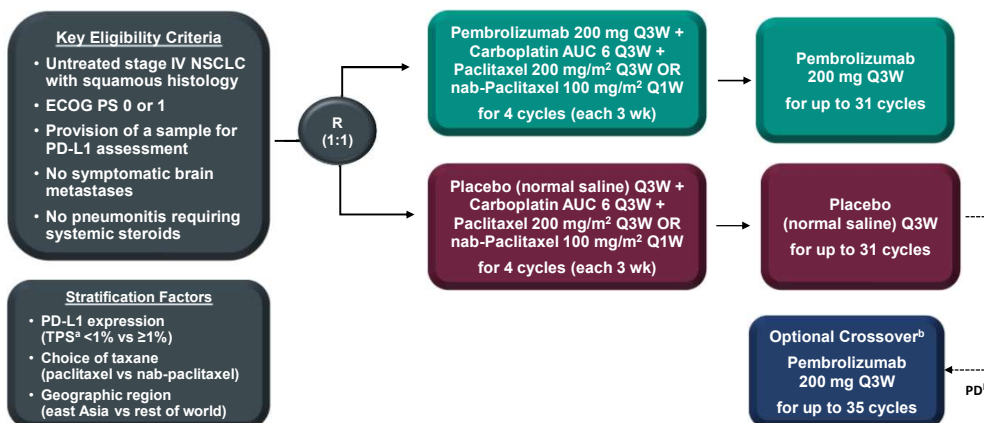 Key Eligibility Criteria
• Untreated stage IV NSCLC
with squamous histology
• ECOG PS 0 or 1
• Provision of a sample for
PD-L1 assessment
• No symptomatic brain
metastases
• No pneumonitis requiring
systemic steroids
Stratification Factors
• PD-L1 expression
(TPSᵃ <1% vs ≥1%)
• Choice of taxane
(paclitaxel vs nab-paclitaxel)
• Geographic region
(east Asia vs rest of world)
R
(1:1)
Pembrolizumab 200 mg Q3W +
Carboplatin AUC 6 Q3W +
Paclitaxel 200 mg/m² Q3W OR
nab-Paclitaxel 100 mg/m² Q1W
for 4 cycles (each 3 wk)
Pembrolizumab
200 mg Q3W
for up to 31 cycles
Placebo (normal saline) Q3W +
Carboplatin AUC 6 Q3W +
Paclitaxel 200 mg/m² Q3W OR
nab-Paclitaxel 100 mg/m² Q1W
for 4 cycles (each 3 wk)
Placebo
(normal saline) Q3W
for up to 31 cycles
Optional Crossoverᵇ
Pembrolizumab
200 mg Q3W
for up to 35 cycles
PD